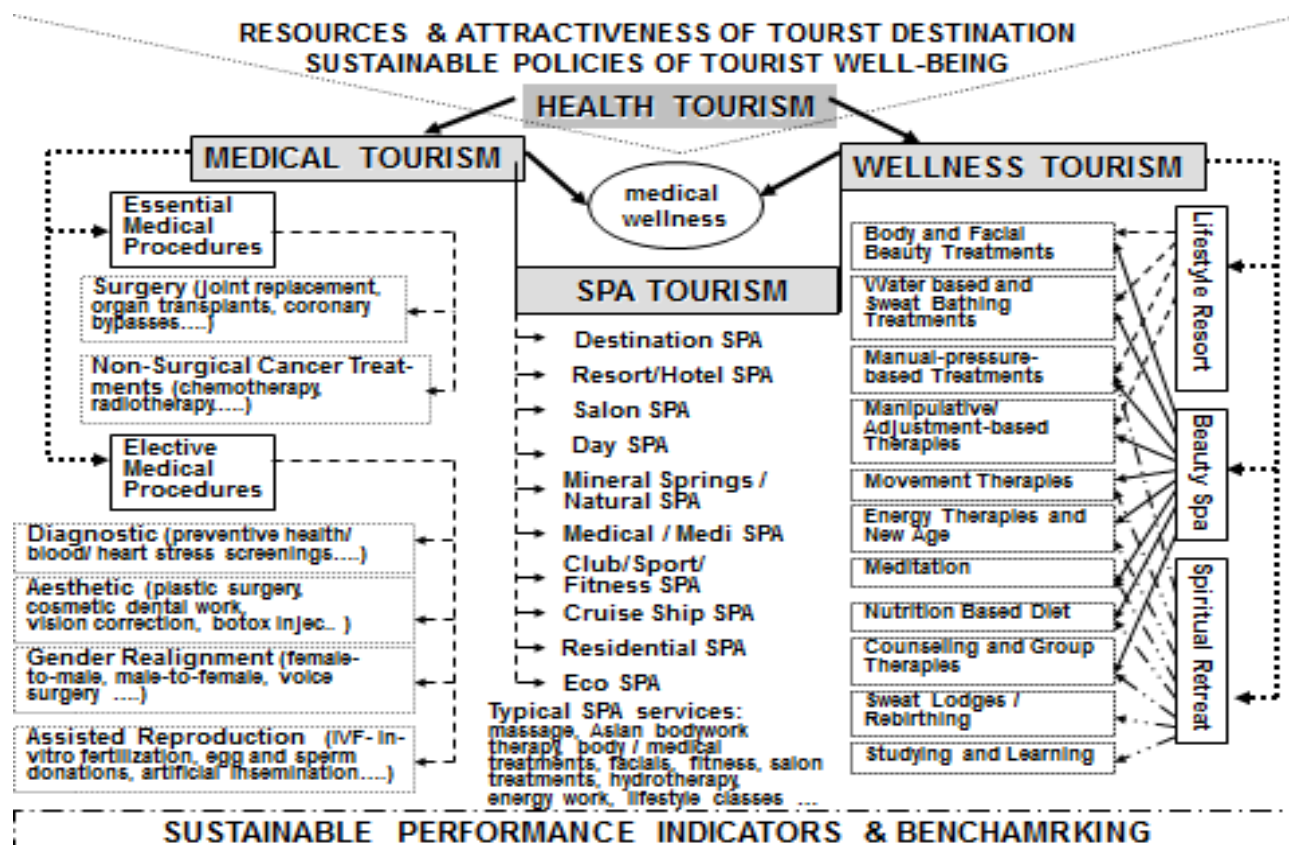 RESOURCES & ATTRACTIVENESS OF TOURST DESTINATION
SUSTAINABLE POLICIES OF TOURIST WELL-BEING
HEALTH TOURISM
MEDICAL TOURISM
medical
wellness
WELLNESS TOURISM
Essential
Medical
Procedures
Surgery (joint replacement,
organ transplants, coronary
bypasses....)
Non-Surgical Cancer Treat-
ments (chemotherapy,
radiotherapy.....)
Elective
Medical
Procedures
Diagnostic (preventive health/
blood/ heart stress screenings....)
Aesthetic (plastic surgery,
cosmetic dental work,
vision correction, botox injec.. )
Gender Realignment (female-
to-male, male-to-female, voice
surgery ....)
Assisted Reproduction (IVF- in-
vitro fertilization, egg and sperm
donations, artificial insemination....)
SPA TOURISM
Destination SPA
Resort/Hotel SPA
Salon SPA
Day SPA
Mineral Springs /
Natural SPA
Medical / Medi SPA
Club/Sport/
Fitness SPA
Cruise Ship SPA
Residential SPA
Eco SPA
Typical SPA services:
massage, Asian bodywork
therapy, body / medical
treatments, facials, fitness, salon
treatments, hydrotherapy,
energy work, lifestyle classes ...
Body and Facial
Beauty Treatments
Water based and
Sweat Bathing
Treatments
Manual-pressure-
based Treatments
Manipulative/
Adjustment-based
Therapies
Movement Therapies
Energy Therapies and
New Age
Meditation
Nutrition Based Diet
Counseling and Group
Therapies
Sweat Lodges /
Rebirthing
Studying and Learning
Lifestyle Resort
Beauty Spa
Spiritual Retreat
SUSTAINABLE PERFORMANCE INDICATORS & BENCHAMRKING